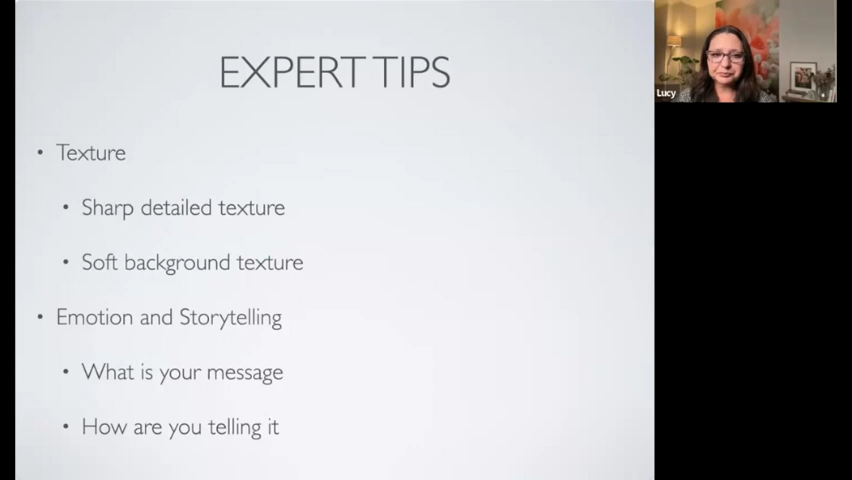 EXPERT TIPS
• Texture
• Sharp detailed texture
• Soft background texture
• Emotion and Storytelling
• What is your message
• How are you telling it
Lucy